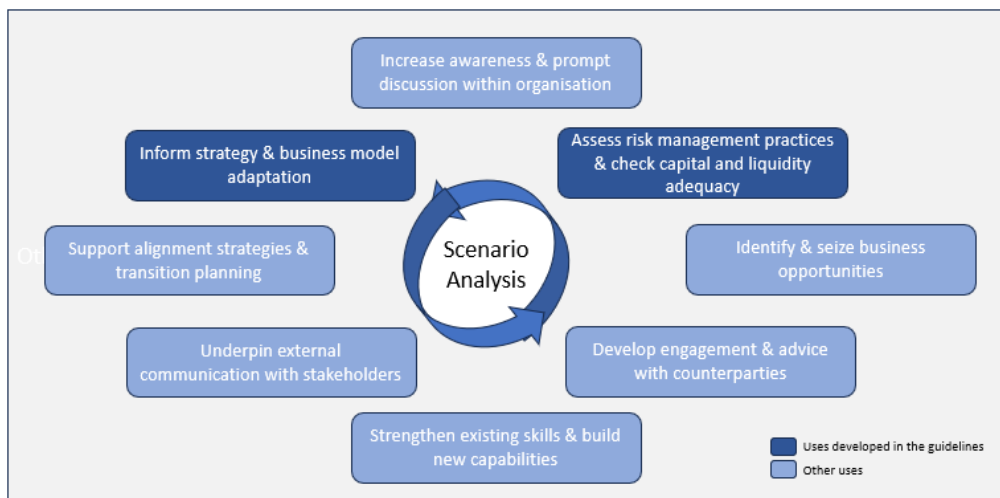 Increase awareness & prompt
discussion within organisation
Inform strategy & business model
adaptation
Assess risk management practices
& check capital and liquidity
adequacy
Support alignment strategies &
transition planning
Ot
Scenario
Analysis
Identify & seize business
opportunities
Underpin external
communication with stakeholders
Develop engagement & advice
with counterparties
Strengthen existing skills & build
new capabilities
Uses developed in the guidelines
Other uses